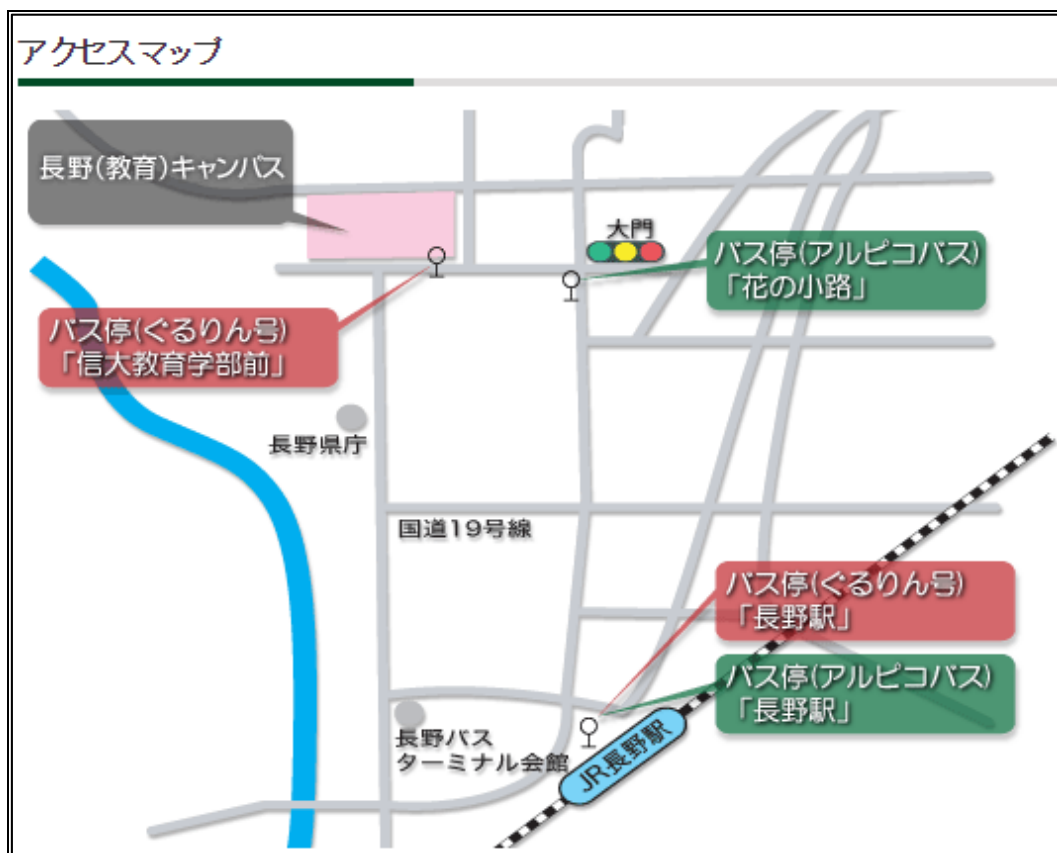 アクセスマップ
長野(教育)キャンパス
大門
バス停(アルピコバス)
「花の小路」
バス停(ぐるりん号)
「信大教育学部前」
長野県庁
国道19号線
バス停(ぐるりん号)
「長野駅」
バス停(アルピコバス)
「長野駅」
長野バス
ターミナル会館
JR長野駅